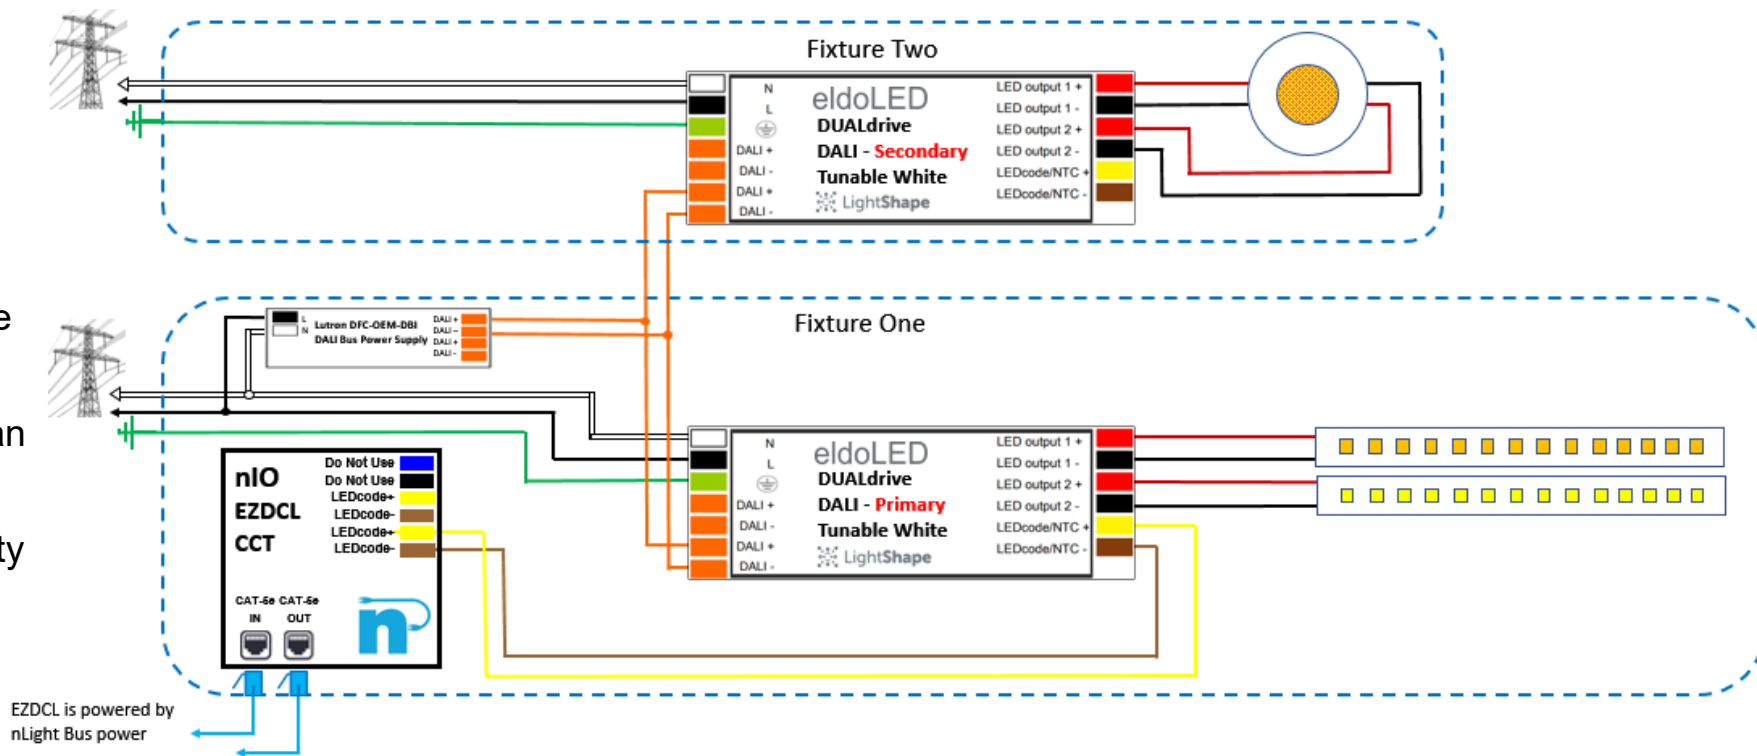 Fixture Two
N
L
DALI +
DALI -
DALI +
DALI -
eldoLED
DUALdrive
DALI - Secondary
Tunable White
LightShape
LED output 1 +
LED output 1 -
LED output 2 +
LED output 2 -
LEDcode/NTC +
LEDcode/NTC -
e
an
ty
Fixture One
L
N
Lutron DFC-OEM-DBI
DALI Bus Power Supply
DALI +
DALI -
DALI +
DALI -
N
L
DALI +
DALI -
DALI +
DALI -
eldoLED
DUALdrive
DALI - Primary
Tunable White
LightShape
LED output 1 +
LED output 1 -
LED output 2 +
LED output 2 -
LEDcode/NTC +
LEDcode/NTC -
nIO
EZDCL
CCT
Do Not Use
Do Not Use
LEDcode+
LEDcode-
LEDcode+
LEDcode-
CAT-5e CAT-5e
IN OUT
n
EZDCL is powered by
nLight Bus power